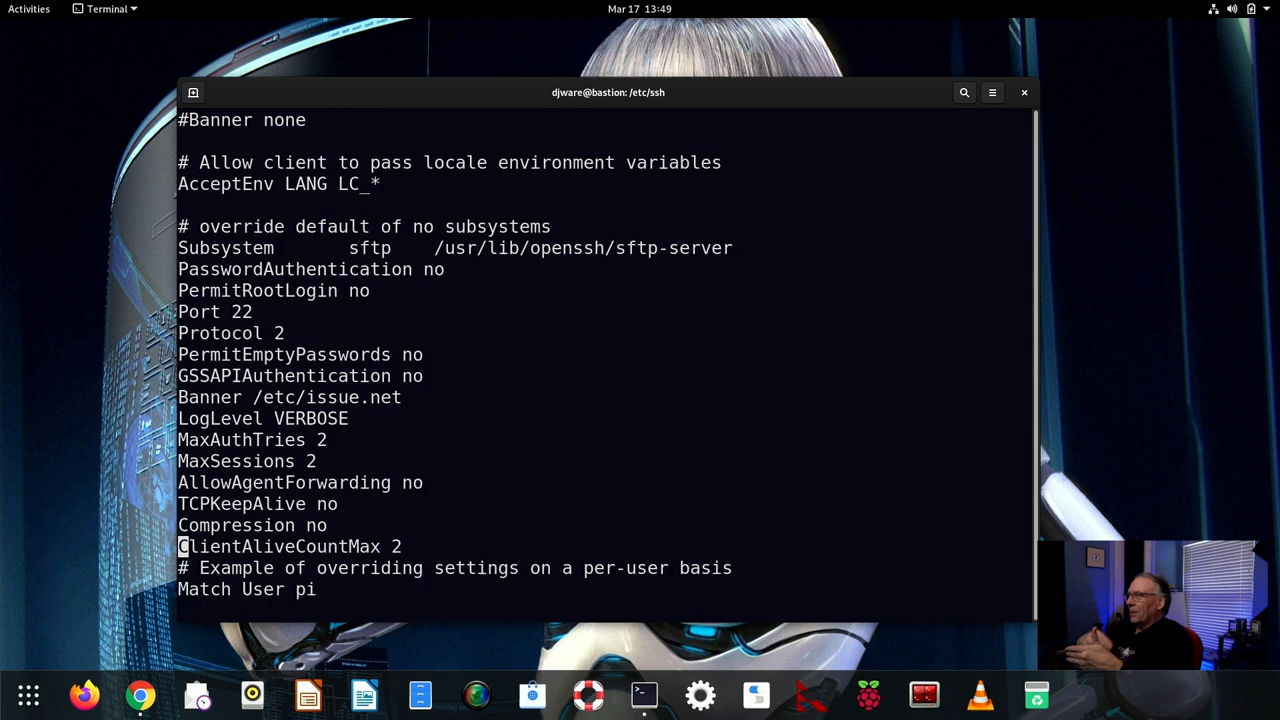 Activities
Terminal
Mar 17 13:49
djware@bastion: /etc/ssh
#Banner none
# Allow client to pass locale environment variables
AcceptEnv LANG LC_*
# override default of no subsystems
Subsystem sftp /usr/lib/openssh/sftp-server
PasswordAuthentication no
PermitRootLogin no
Port 22
Protocol 2
PermitEmptyPasswords no
GSSAPIAuthentication no
Banner /etc/issue.net
LogLevel VERBOSE
MaxAuthTries 2
MaxSessions 2
AllowAgentForwarding no
TCPKeepAlive no
Compression no
ClientAliveCountMax 2
# Example of overriding settings on a per-user basis
Match User pi